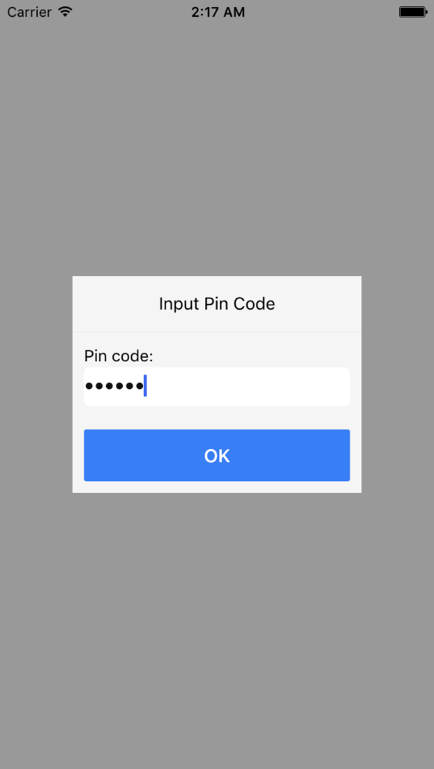 Carrier 2:17 AM
Input Pin Code
Pin code:
••••••
OK